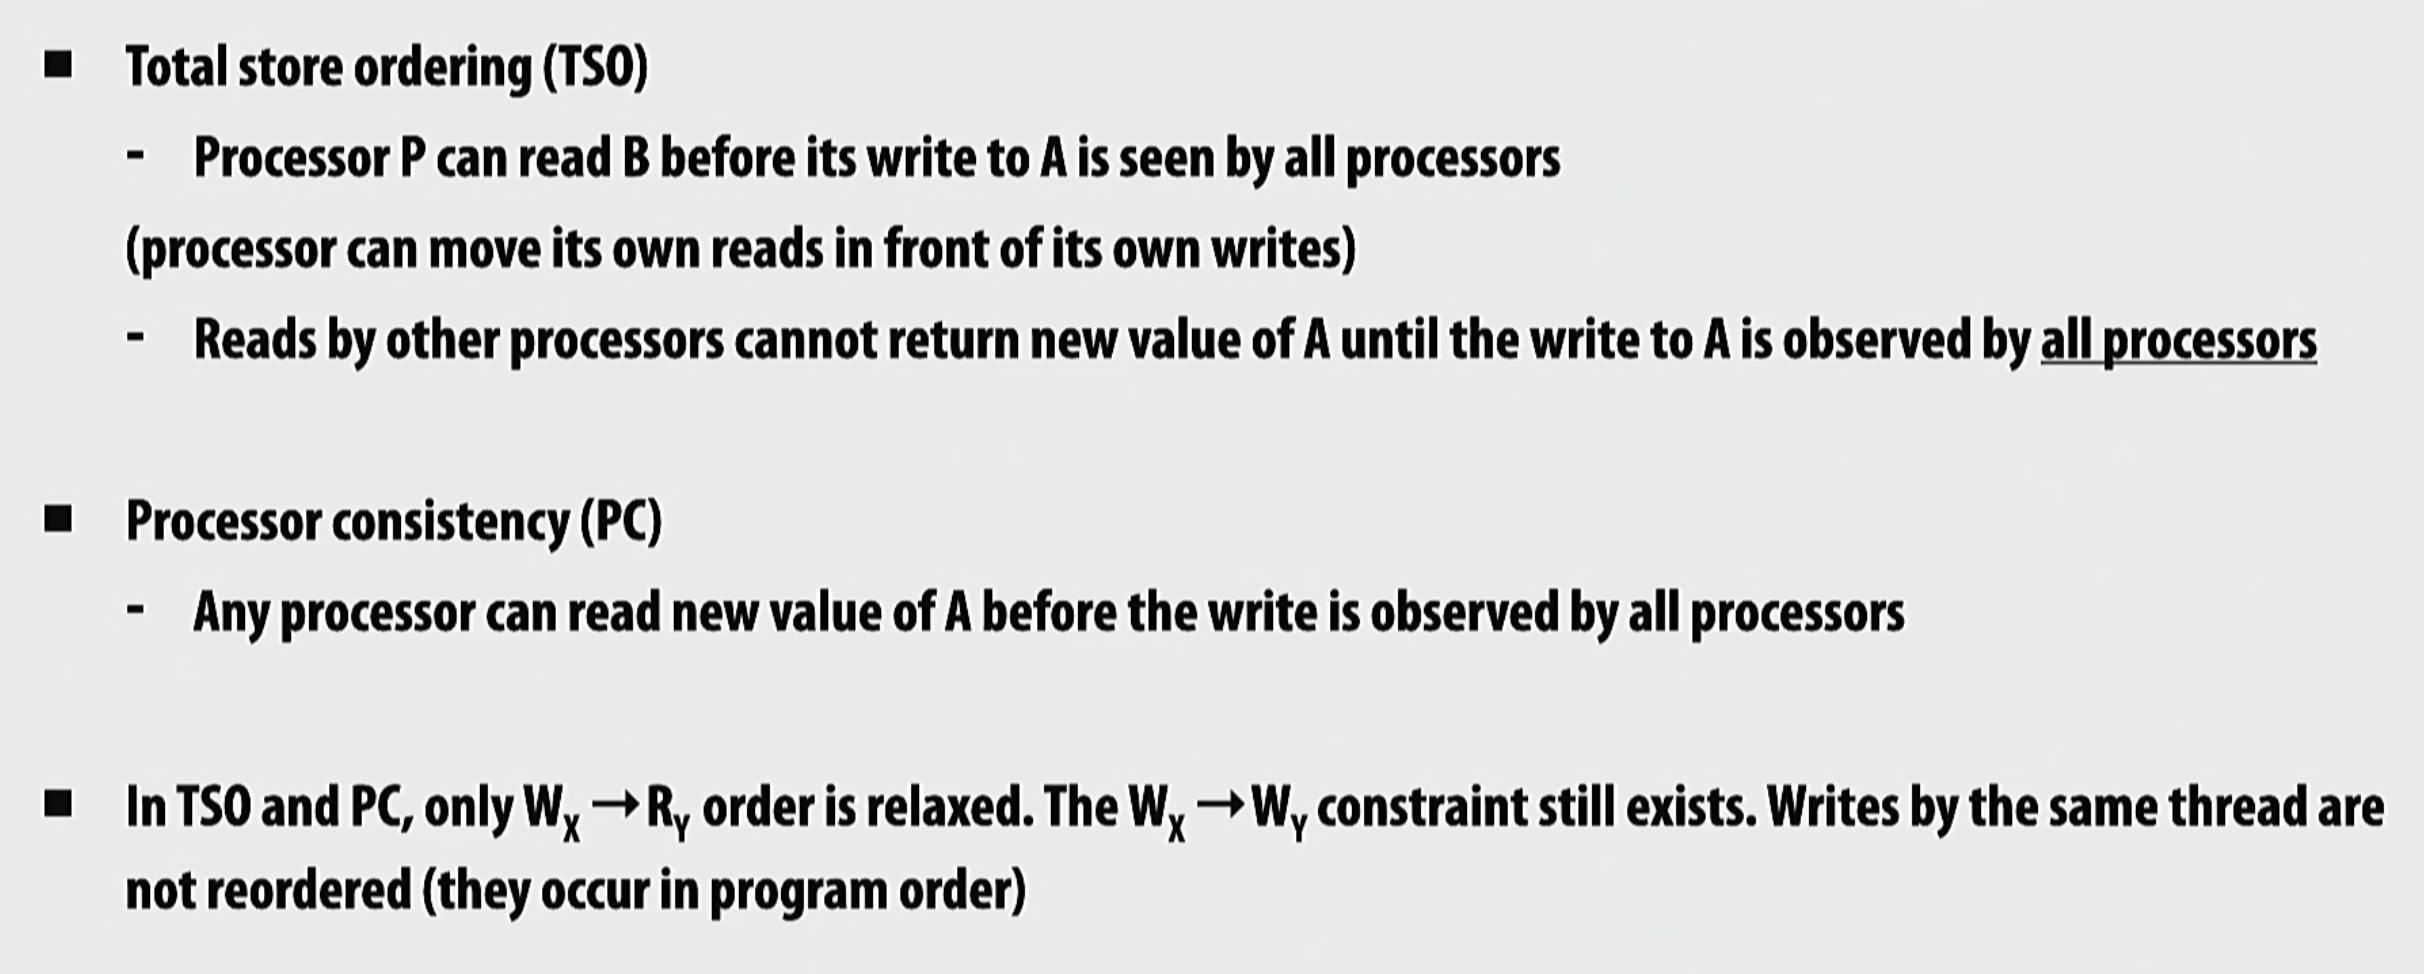 ■ Total store ordering (TSO)
- Processor P can read B before its write to A is seen by all processors
(processor can move its own reads in front of its own writes)
- Reads by other processors cannot return new value of A until the write to A is observed by all processors
■ Processor consistency (PC)
- Any processor can read new value of A before the write is observed by all processors
■ In TSO and PC, only W_X → R_Y order is relaxed. The W_X → W_Y constraint still exists. Writes by the same thread are
not reordered (they occur in program order)